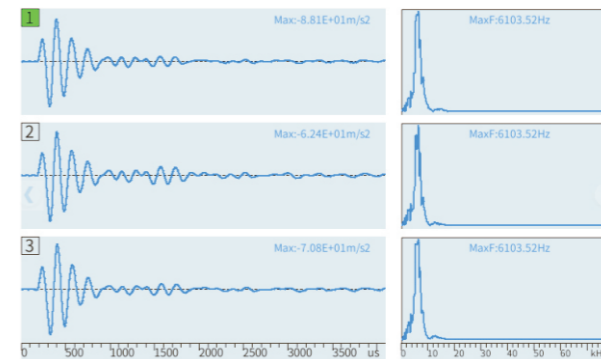 1 Max:-8.81E+01m/s2 MaxF:6103.52Hz
2 Max:-6.24E+01m/s2 MaxF:6103.52Hz
3 Max:-7.08E+01m/s2 MaxF:6103.52Hz
0 500 1000 1500 2000 2500 3000 3500 us 0 10 20 30 40 50 60